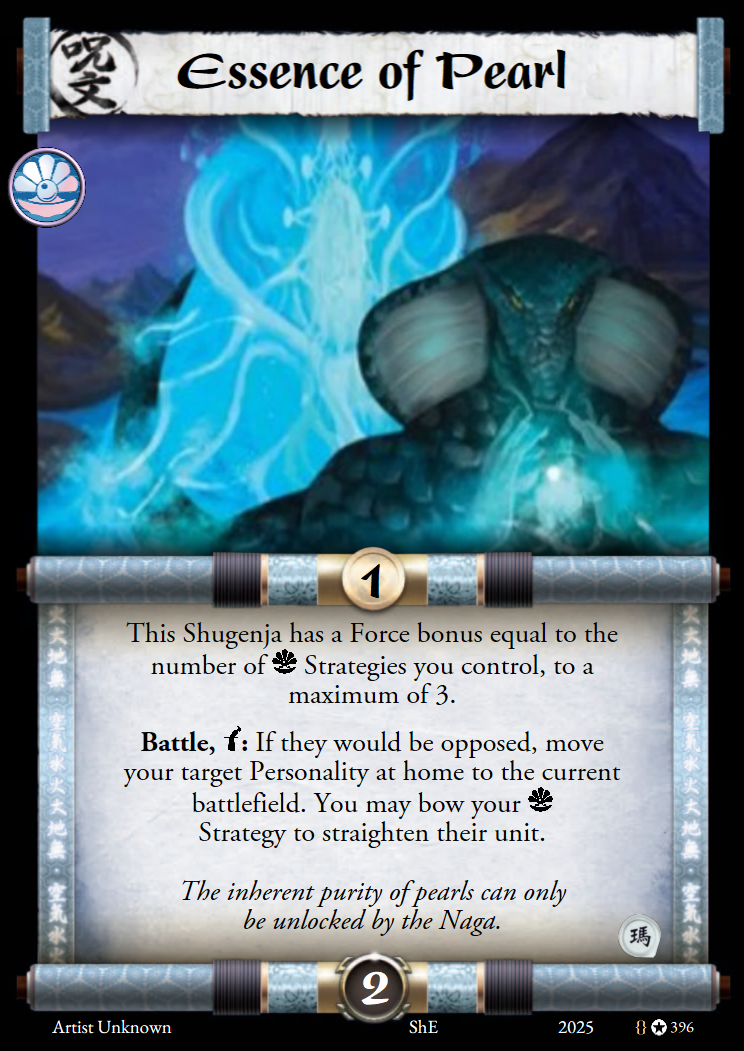 呪文
Essence of Pearl
1
This Shugenja has a Force bonus equal to the
number of Strategies you control, to a
maximum of 3.
Battle, : If they would be opposed, move
your target Personality at home to the current
battlefield. You may bow your
Strategy to straighten their unit.
The inherent purity of pearls can only
be unlocked by the Naga.
瑪
2
Artist Unknown ShE 2025 {} 396